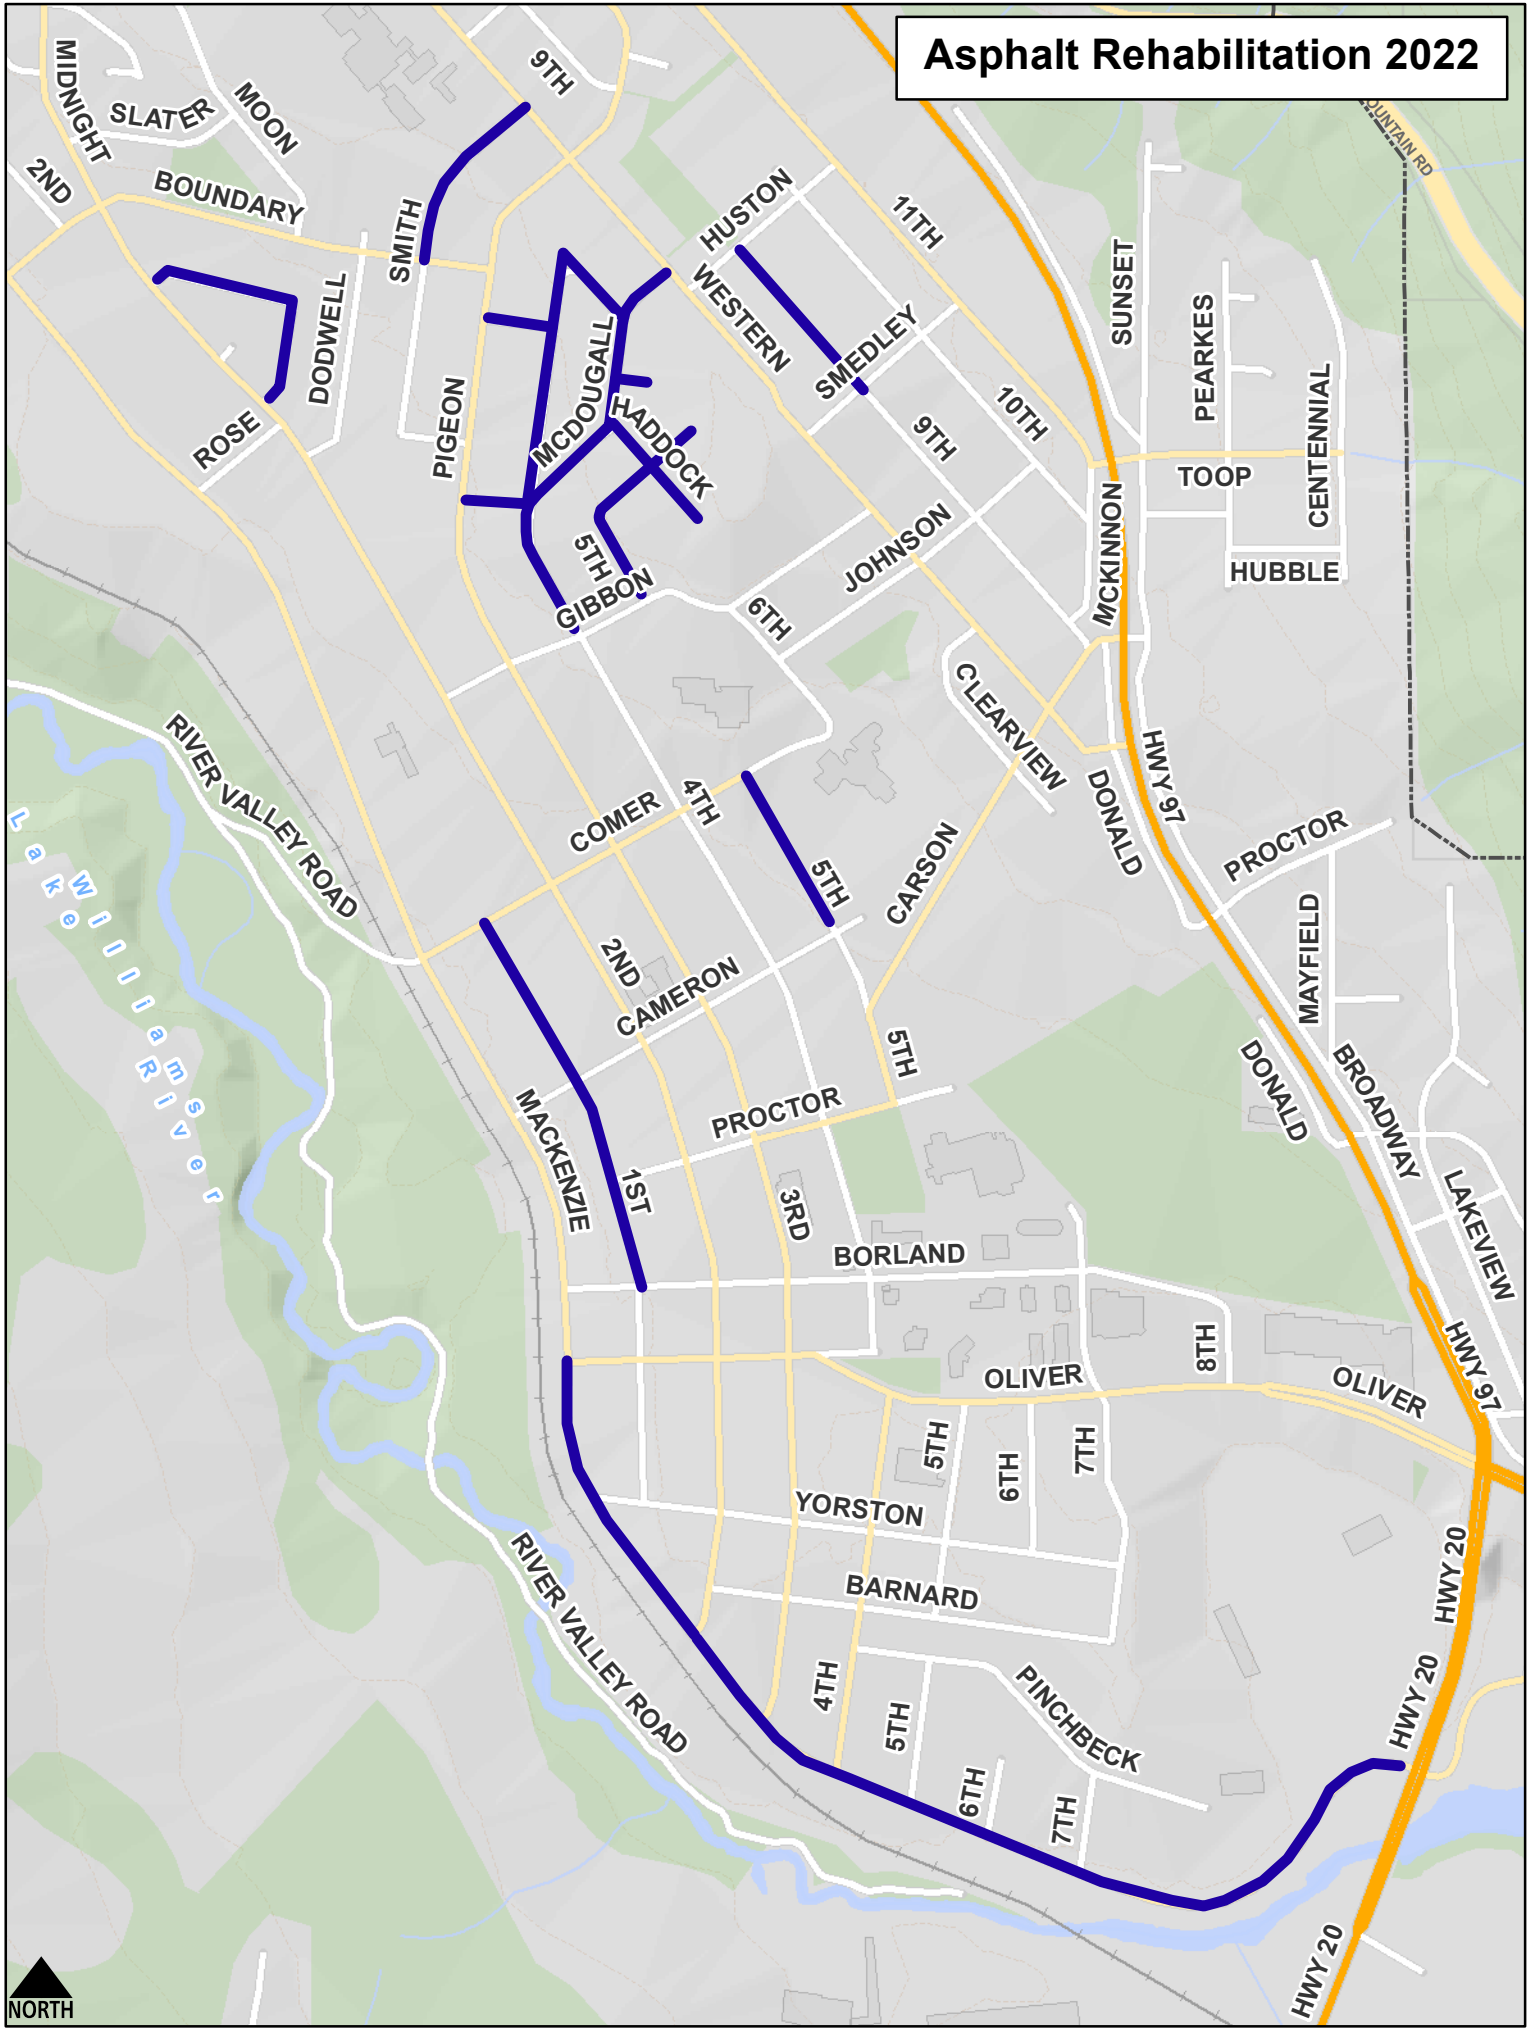 Asphalt Rehabilitation 2022
MIDNIGHT
SLATER
MOON
9TH
OUNTAIN RD
2ND
BOUNDARY
SMITH
HUSTON
11TH
SUNSET
DODWELL
WESTERN
PEARKES
MCDOUGALL
SMEDLEY
CENTENNIAL
ROSE
PIGEON
HADDOCK
9TH
10TH
TOOP
MCKINNON
5TH
JOHNSON
HUBBLE
GIBBON
6TH
CLEARVIEW
RIVER VALLEY ROAD
HWY 97
4TH
DONALD
COMER
5TH
CARSON
PROCTOR
Lake
Williams
River
MAYFIELD
2ND
CAMERON
5TH
DONALD
BROADWAY
MACKENZIE
PROCTOR
1ST
3RD
LAKEVIEW
BORLAND
8TH
HWY 97
OLIVER
OLIVER
5TH
6TH
7TH
YORSTON
RIVER VALLEY ROAD
BARNARD
HWY 20
4TH
5TH
PINCHBECK
HWY 20
6TH
7TH
HWY 20
NORTH